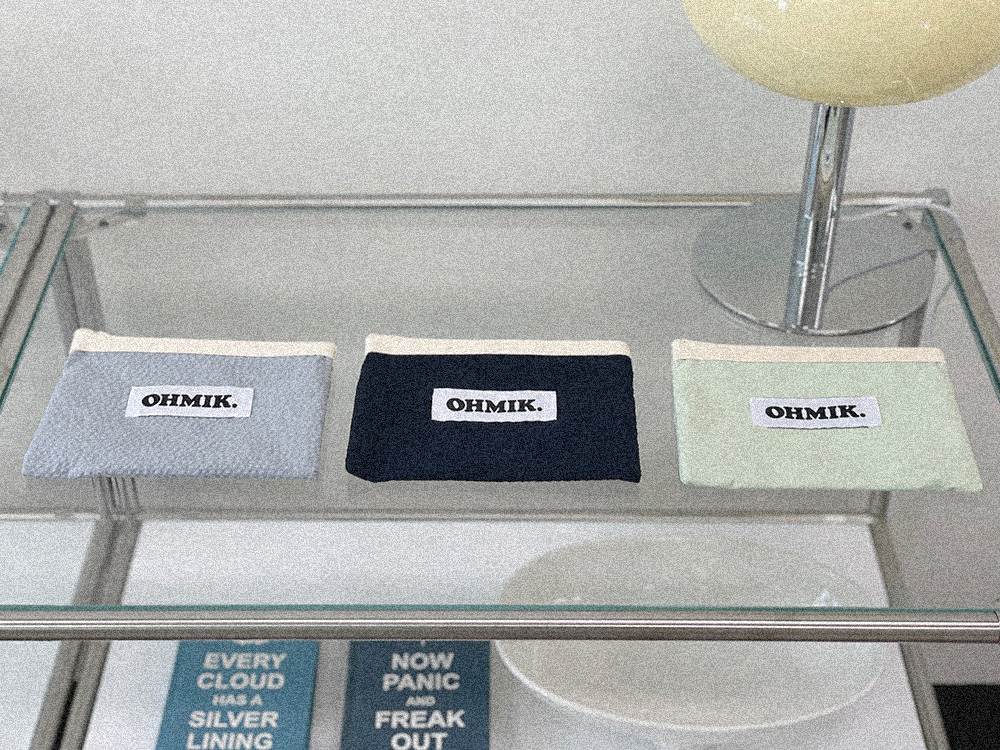 OHMIK.
OHMIK.
OHMIK.
EVERY
CLOUD
HAS A
SILVER
LINING
NOW
PANIC
AND
FREAK
OUT